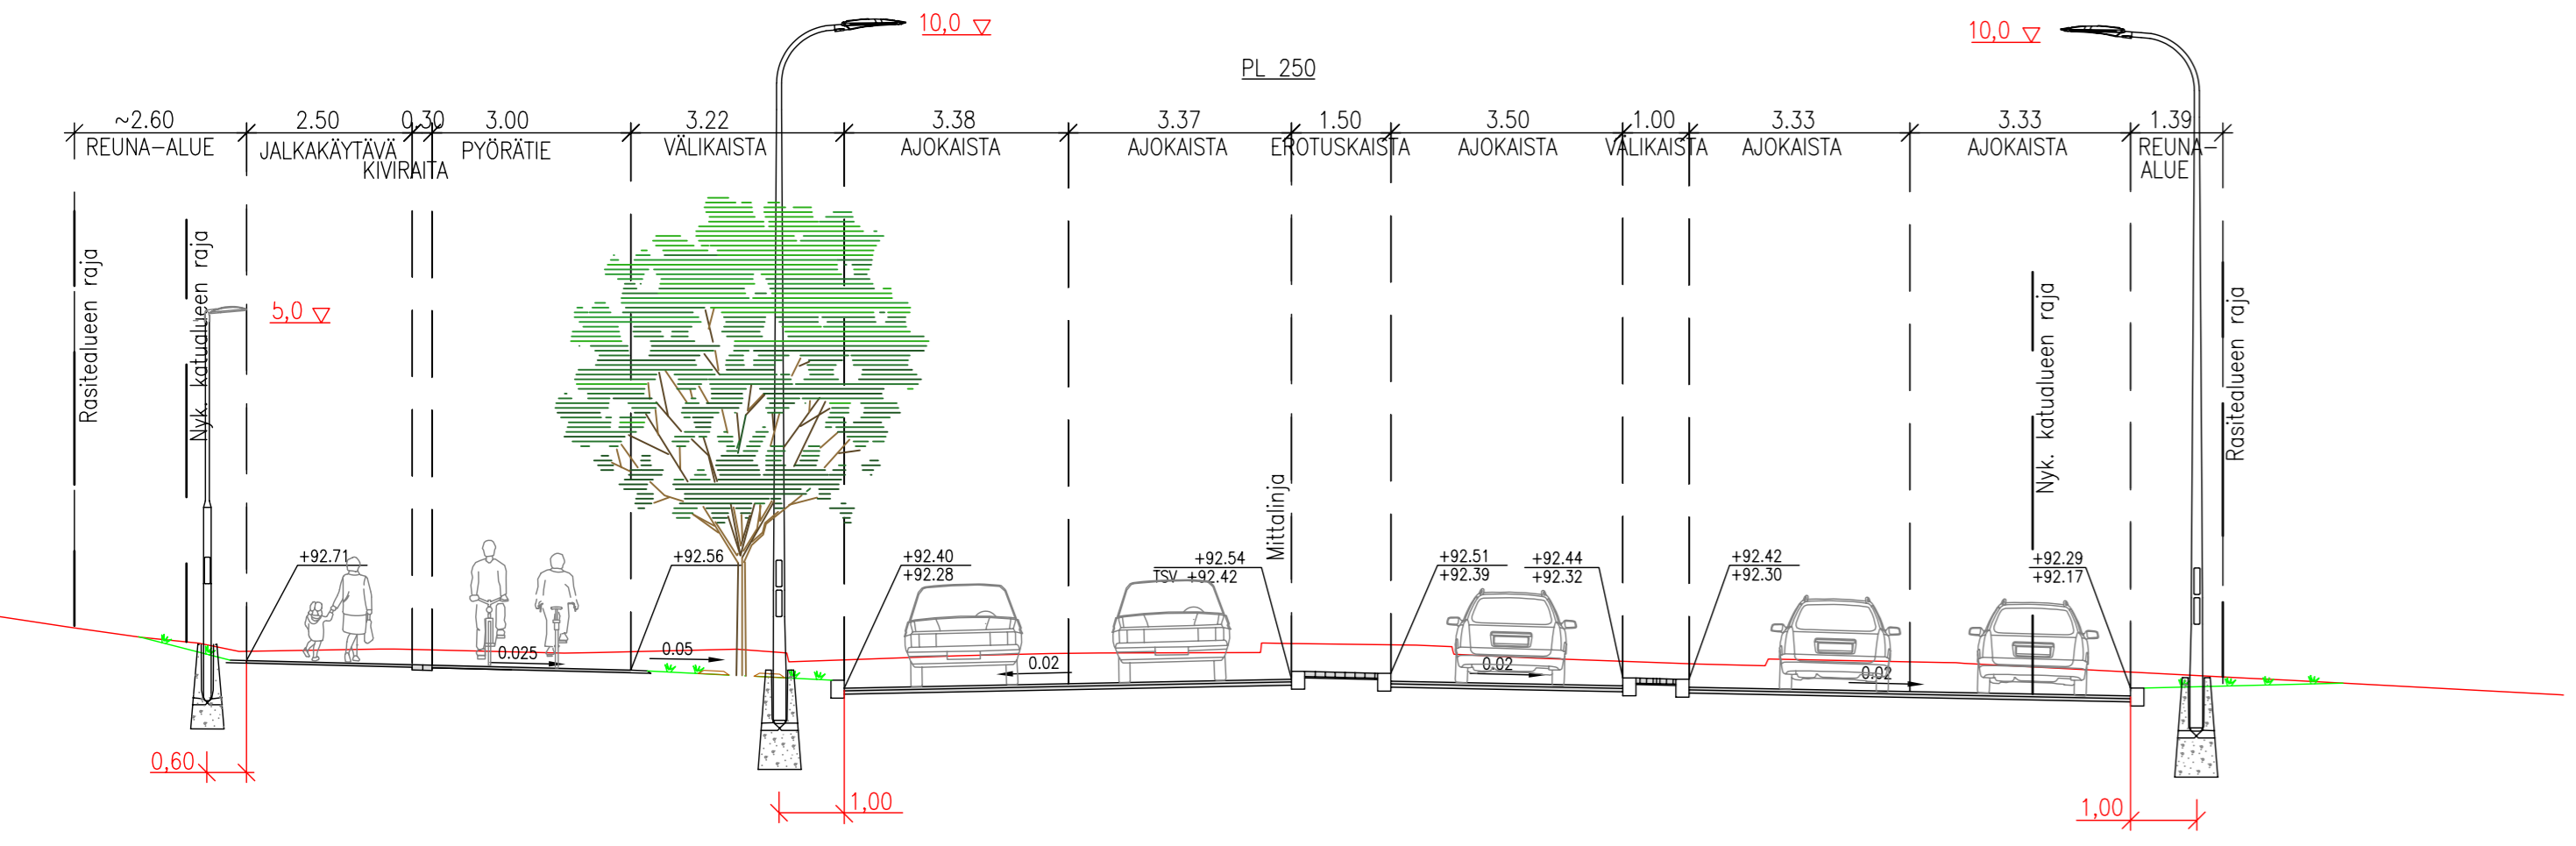 10,0
10,0
PL 250
~2.60
2.50
0.30
3.00
3.22
3.38
3.37
1.50
3.50
1.00
3.33
3.33
1.39
REUNA-ALUE
JALKAKÄYTÄVÄ
KIVIRAITA
PYÖRÄTIE
VÄLIKAISTA
AJOKAISTA
AJOKAISTA
EROTUSKAISTA
AJOKAISTA
VÄLIKAISTA
AJOKAISTA
AJOKAISTA
REUNA-
ALUE
Rasitealueen raja
Nyk. katualueen raja
5,0
Mittalinja
Nyk. katualueen raja
Rasitealueen raja
+92.71
+92.56
+92.40
+92.28
+92.54
TSV +92.42
+92.51
+92.39
+92.44
+92.32
+92.42
+92.30
+92.29
+92.17
0.025
0.05
0.02
0.02
0.02
0,60
1,00
1,00